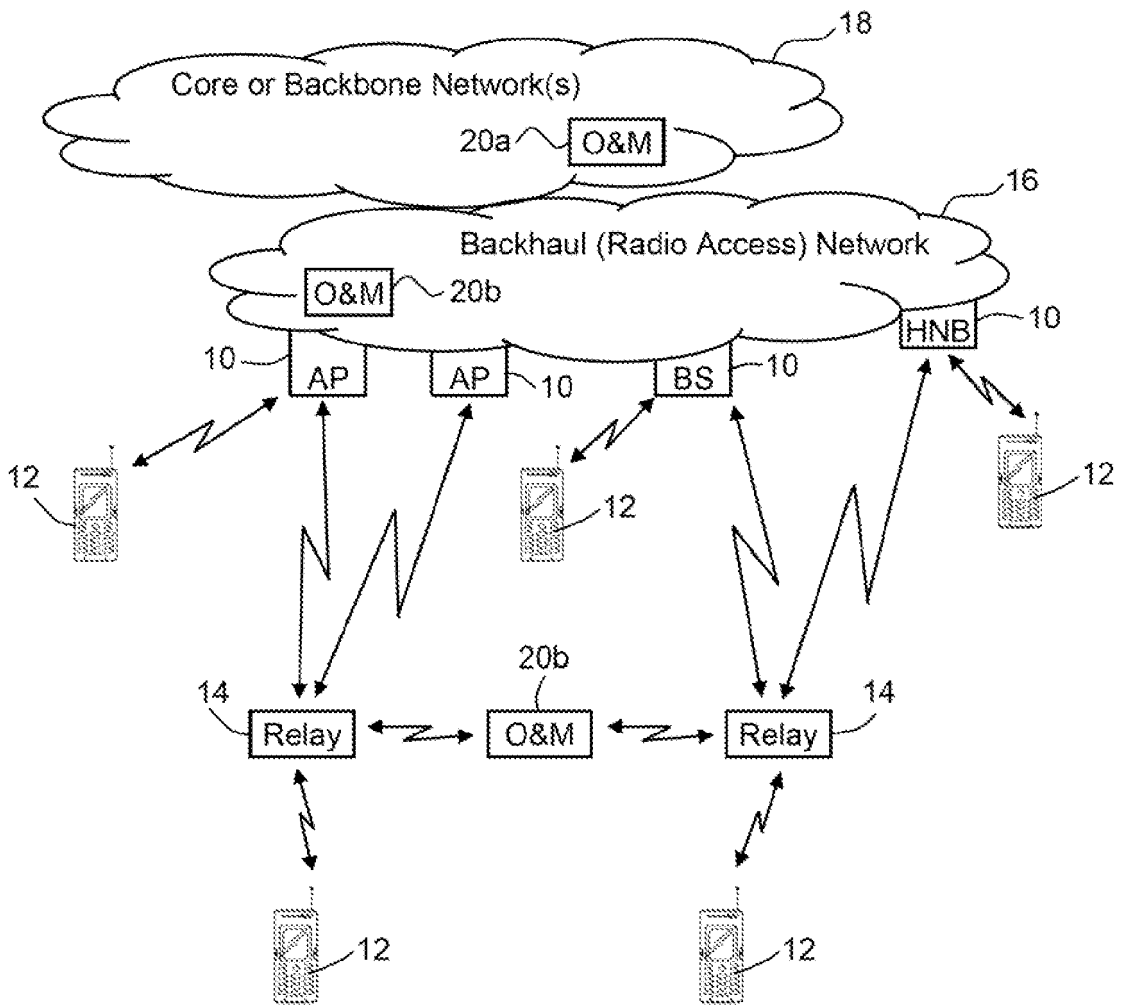 18
Core or Backbone Network(s)
20a
O&M
16
Backhaul (Radio Access) Network
O&M
20b
10
AP
AP
10
BS
10
HNB
10
12
12
12
20b
14
Relay
O&M
Relay
14
12
12